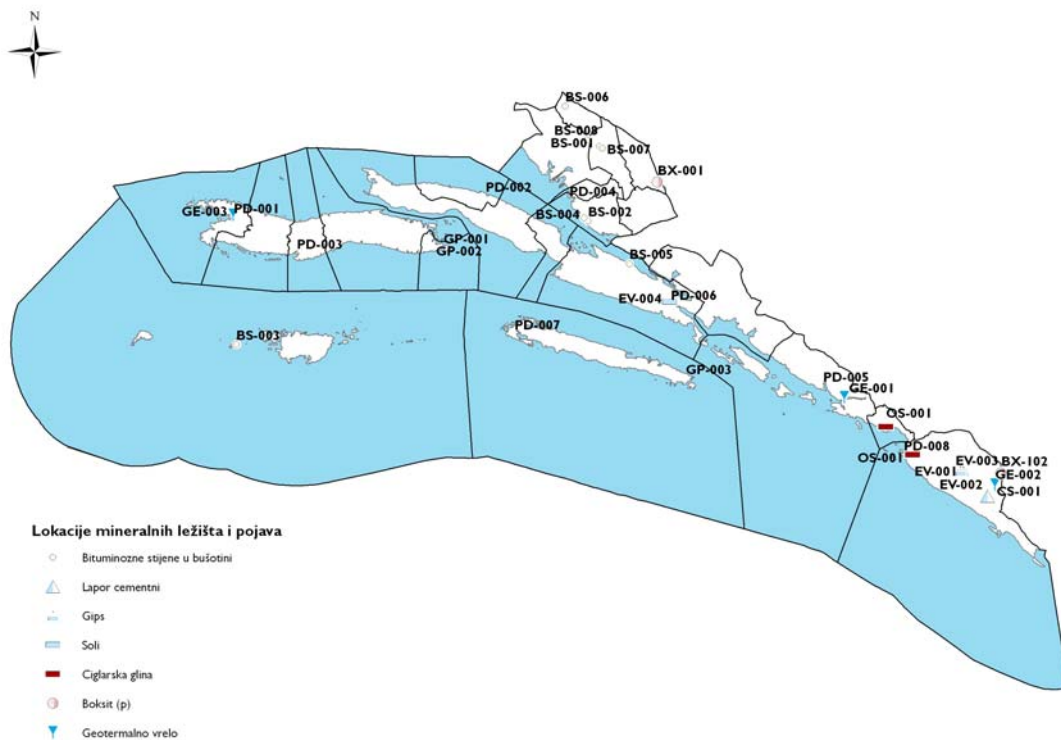 N
BS-006
BS-008
BS-001
BS-007
BX-001
PD-002
PD-004
GE-003
PD-001
BS-004
BS-002
PD-003
GP-001
GP-002
BS-005
EV-004
PD-006
BS-003
PD-007
GP-003
PD-005
GE-001
OS-001
PD-008
OS-001
EV-003
BX-102
EV-001
GE-002
EV-002
CS-001
Lokacije mineralnih ležišta i pojava
Bituminozne stijene u bušotini
Lapor cementni
Gips
Soli
Ciglarska glina
Boksit (p)
Geotermalno vrelo